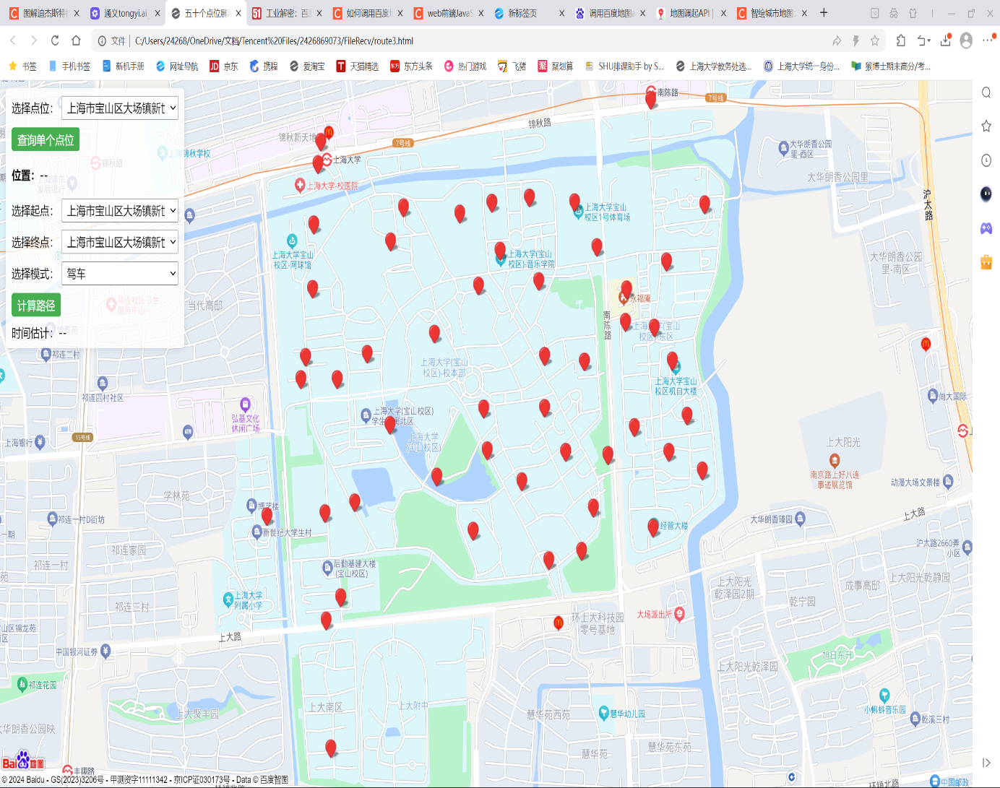 图解迪杰斯特
通义tongyi.ai_
五十个点位展
工业解密：百
如何调用百度
web前端JavaS
新标签页
调用百度地图a
地图调起API |
智绘城市地图
文件 C:/Users/24268/OneDrive/文档/Tencent%20Files/2426869073/FileRecv/route3.html
书签
手机书签
新机手册
网址导航
京东
携程
爱淘宝
天猫精选
东方头条
热门游戏
飞猪
聚划算
SHU排课助手 by S...
上海大学教务处选...
上海大学统一身份...
猴博士期末高分/考...
选择点位：
上海市宝山区大场镇新世
查询单个点位
位置：--
选择起点：
上海市宝山区大场镇新世
选择终点：
上海市宝山区大场镇新世
选择模式：
驾车
计算路径
时间估计：--
南陈路
7号线
锦秋路
锦秋新天地
7号线
上海大学
上海大学-校医院
上海锦秋学校
锦秋路
大华朗香公园
里-西区
大华朗香公园里
沪太路
上海大学宝山
校区1号体育场
上海大学宝山
校区-网球馆
上海大学(宝山
校区)-音乐学院
大华朗香公园
里-南区
祁连社区卫生
服务中心
当代高邸
永福庵
南陈路
校区)-东区
祁连二村
上海大学(宝山
校区)-校本部
上海大学宝山
校区机自大楼
尚大国际
祁连四村社区
弘基文化
休闲广场
上海大学(宝山校区)
上海大学
(宝山校区)
上海银行
15号线
上大阳光
南京路上好八连
事迹展览馆
动漫大场文景楼
学林苑
博艺楼
新世纪大学生村
祁连一村D街坊
一期
经管大楼
大华朗香瑧园
上大路
沪太路2660弄
小区
祁连家园
祁连一村
后勤基建大楼
(宝山校区)
上大阳光
乾泽园2期
成事高邸
上大阳光乾静园
乾宁园
上海大学
附属小学
祁连三村
大场派出所
环上大科技园
零号基地
上大路
中国银河证券
旭日东升
上大阳光乾泽园
祁连花园
上大聚丰园
上大南区
上大附中
慧华苑西苑
慧华幼儿园
小蝌蚪音乐园
乾溪三村
大华朗香公园映
慧华苑
慧华苑东苑
Bai地图
丰翔路
环镇北路
中国邮政
© 2024 Baidu - GS(2023)3206号 - 甲测资字11111342 - 京ICP证030173号 - Data © 百度智图